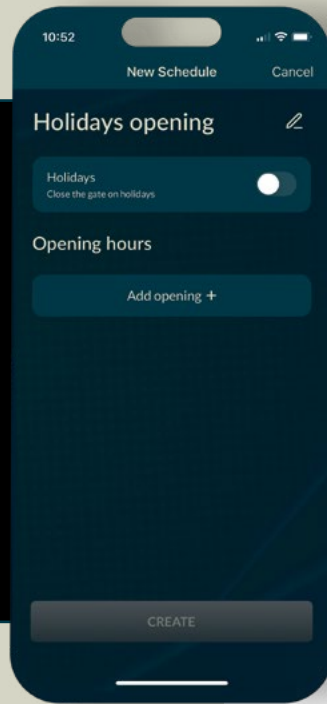 10:52
New Schedule
Cancel
Holidays opening
Holidays
Close the gate on holidays
Opening hours
Add opening +
CREATE